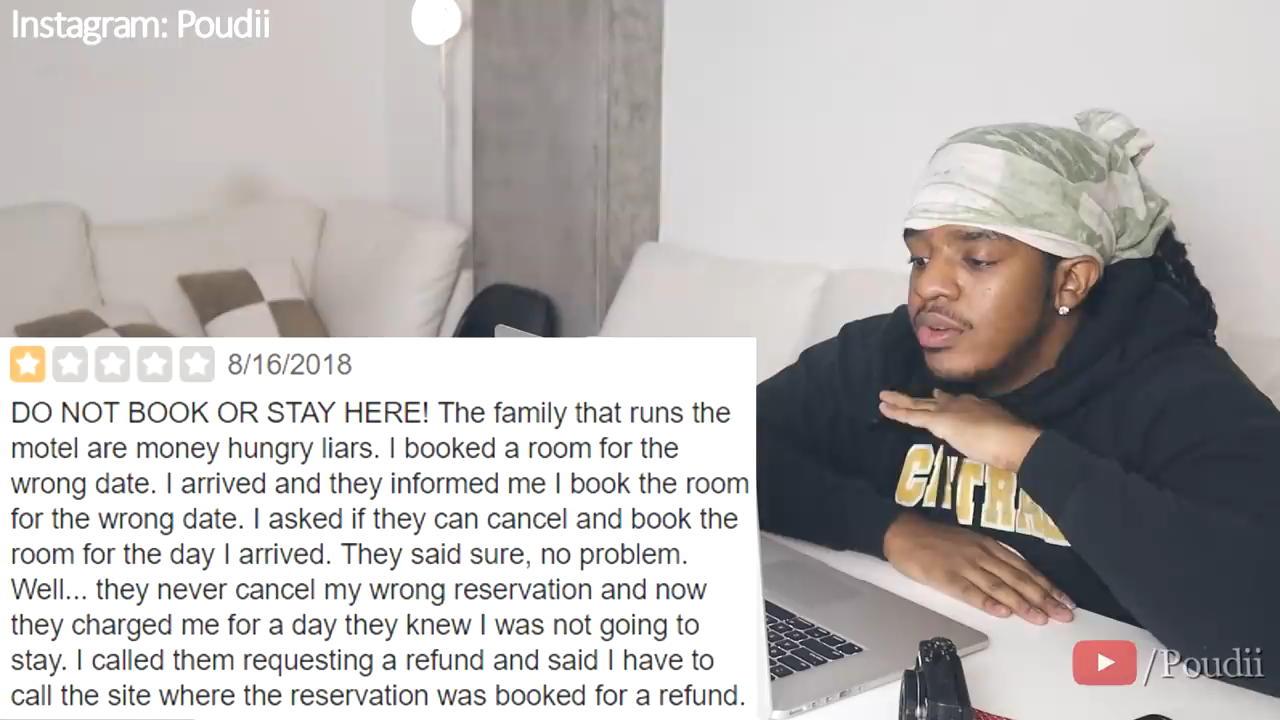 Instagram: Poudii
8/16/2018
DO NOT BOOK OR STAY HERE! The family that runs the
motel are money hungry liars. I booked a room for the
wrong date. I arrived and they informed me I book the room
for the wrong date. I asked if they can cancel and book the
room for the day I arrived. They said sure, no problem.
Well... they never cancel my wrong reservation and now
they charged me for a day they knew I was not going to
stay. I called them requesting a refund and said I have to
call the site where the reservation was booked for a refund.
/Poudii